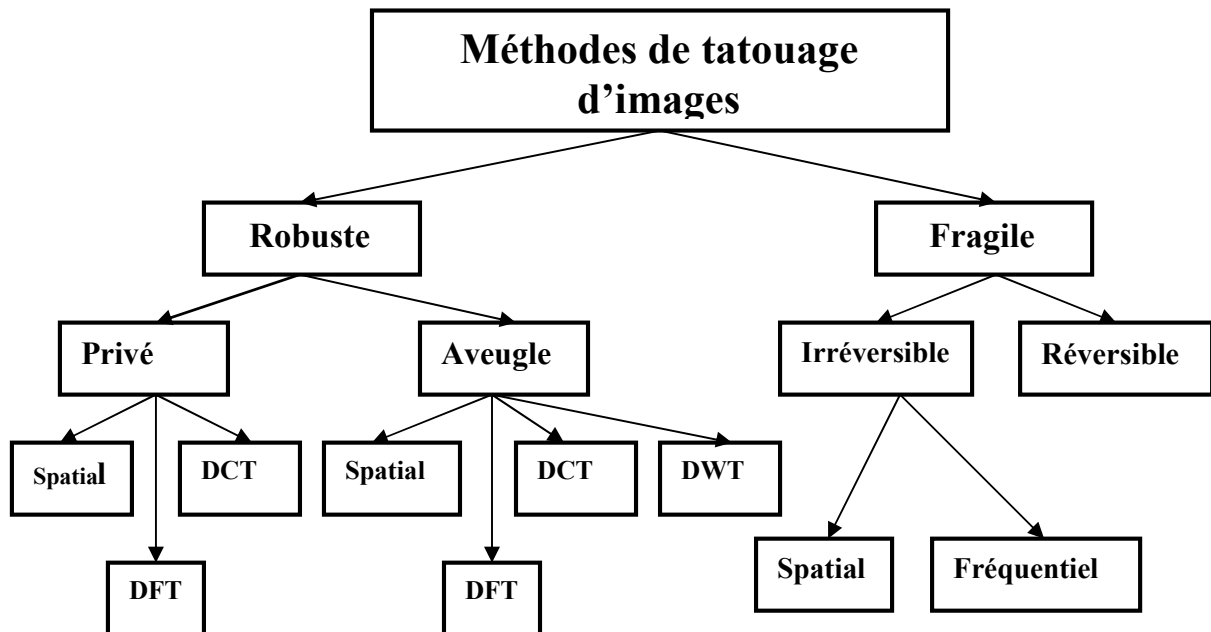 Méthodes de tatouage
d’images
Robuste
Fragile
Privé
Aveugle
Irréversible
Réversible
Spatial
DCT
Spatial
DCT
DWT
Spatial
Fréquentiel
DFT
DFT